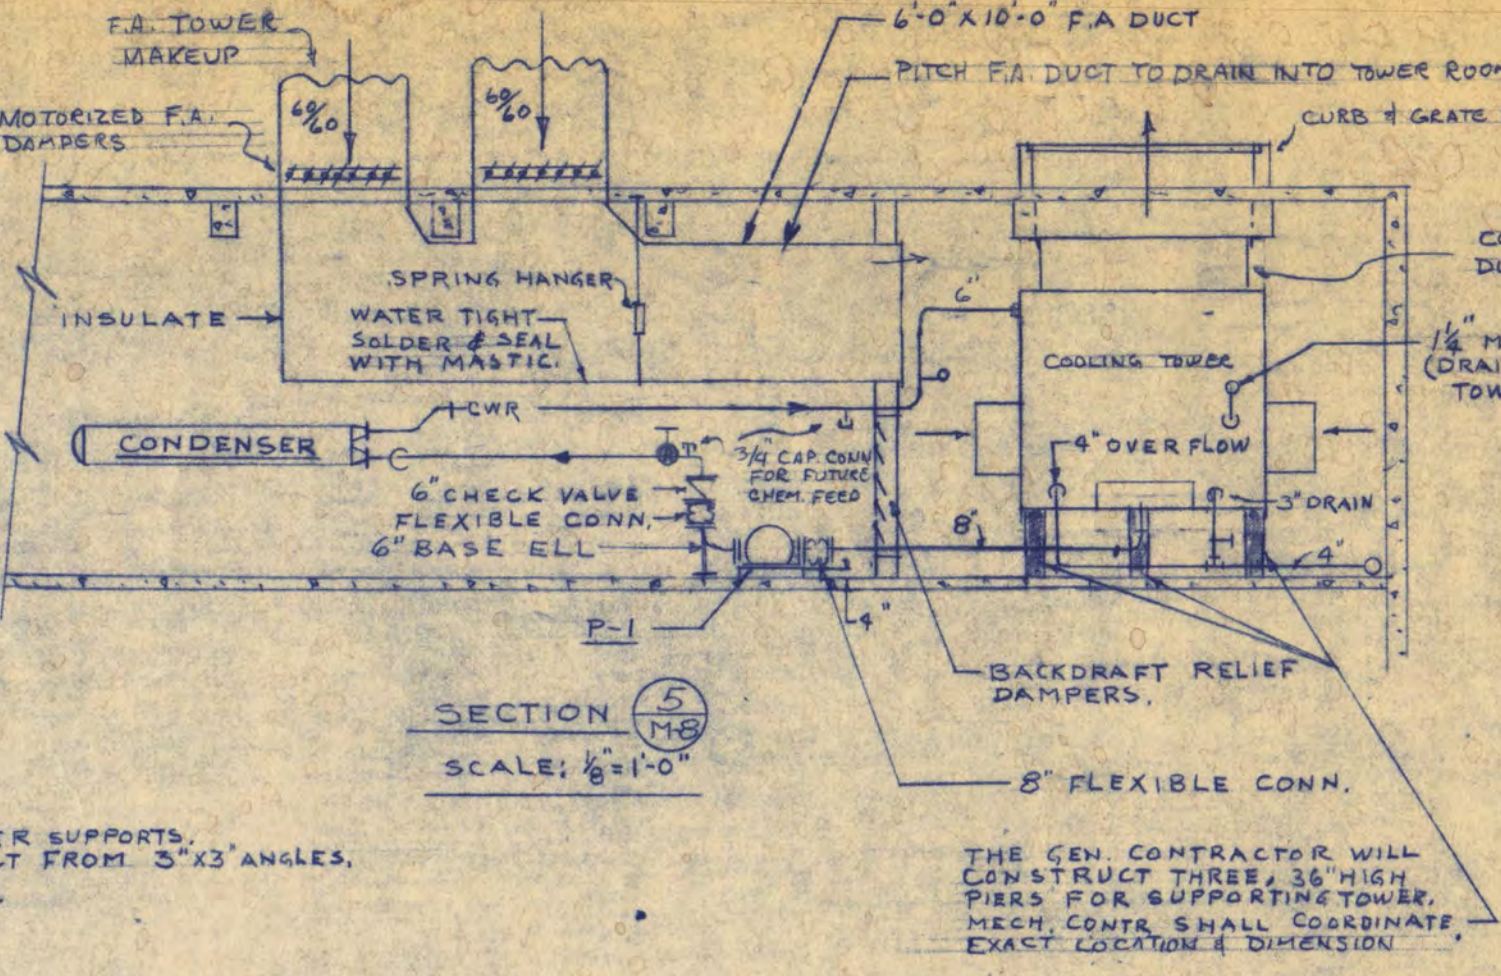 F.A. TOWER
MAKEUP
MOTORIZED F.A.
DAMPERS
60/60
60/60
6'-0" X 10'-0" F.A DUCT
PITCH F.A. DUCT TO DRAIN INTO TOWER ROOM
CURB & GRATE
INSULATE
SPRING HANGER
WATER TIGHT
SOLDER & SEAL
WITH MASTIC.
6"
COOLING TOWER
1¼"
(DRAI
TOW
CWR
CONDENSER
3/4" CAP. CONN
FOR FUTURE
CHEM. FEED
4" OVER FLOW
3" DRAIN
6" CHECK VALVE
FLEXIBLE CONN.
6" BASE ELL
8"
4"
4"
P-1
BACKDRAFT RELIEF
DAMPERS.
SECTION 5
M-8
SCALE: ⅛"=1'-0"
8" FLEXIBLE CONN.
SUPPORTS.
FROM 3"X3" ANGLES.
THE GEN. CONTRACTOR WILL
CONSTRUCT THREE, 36" HIGH
PIERS FOR SUPPORTING TOWER.
MECH. CONTR SHALL COORDINATE
EXACT LOCATION & DIMENSION.